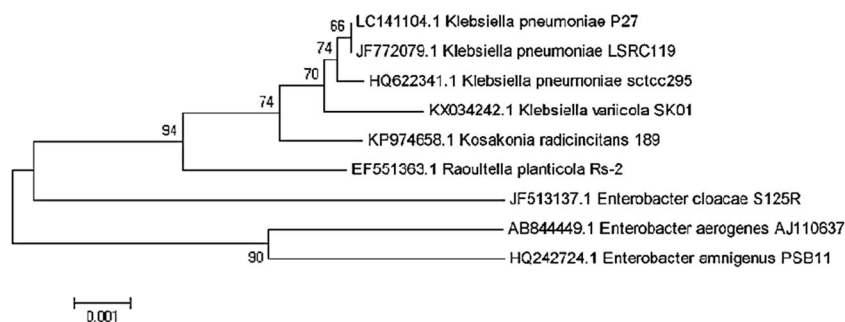 66
LC141104.1 Klebsiella pneumoniae P27
74
JF772079.1 Klebsiella pneumoniae LSRC119
70
HQ622341.1 Klebsiella pneumoniae sctcc295
74
KX034242.1 Klebsiella variicola SK01
94
KP974658.1 Kosakonia radicincitans 189
EF551363.1 Raoultella planticola Rs-2
JF513137.1 Enterobacter cloacae S125R
AB844449.1 Enterobacter aerogenes AJ110637
90
HQ242724.1 Enterobacter amnigenus PSB11
0.001